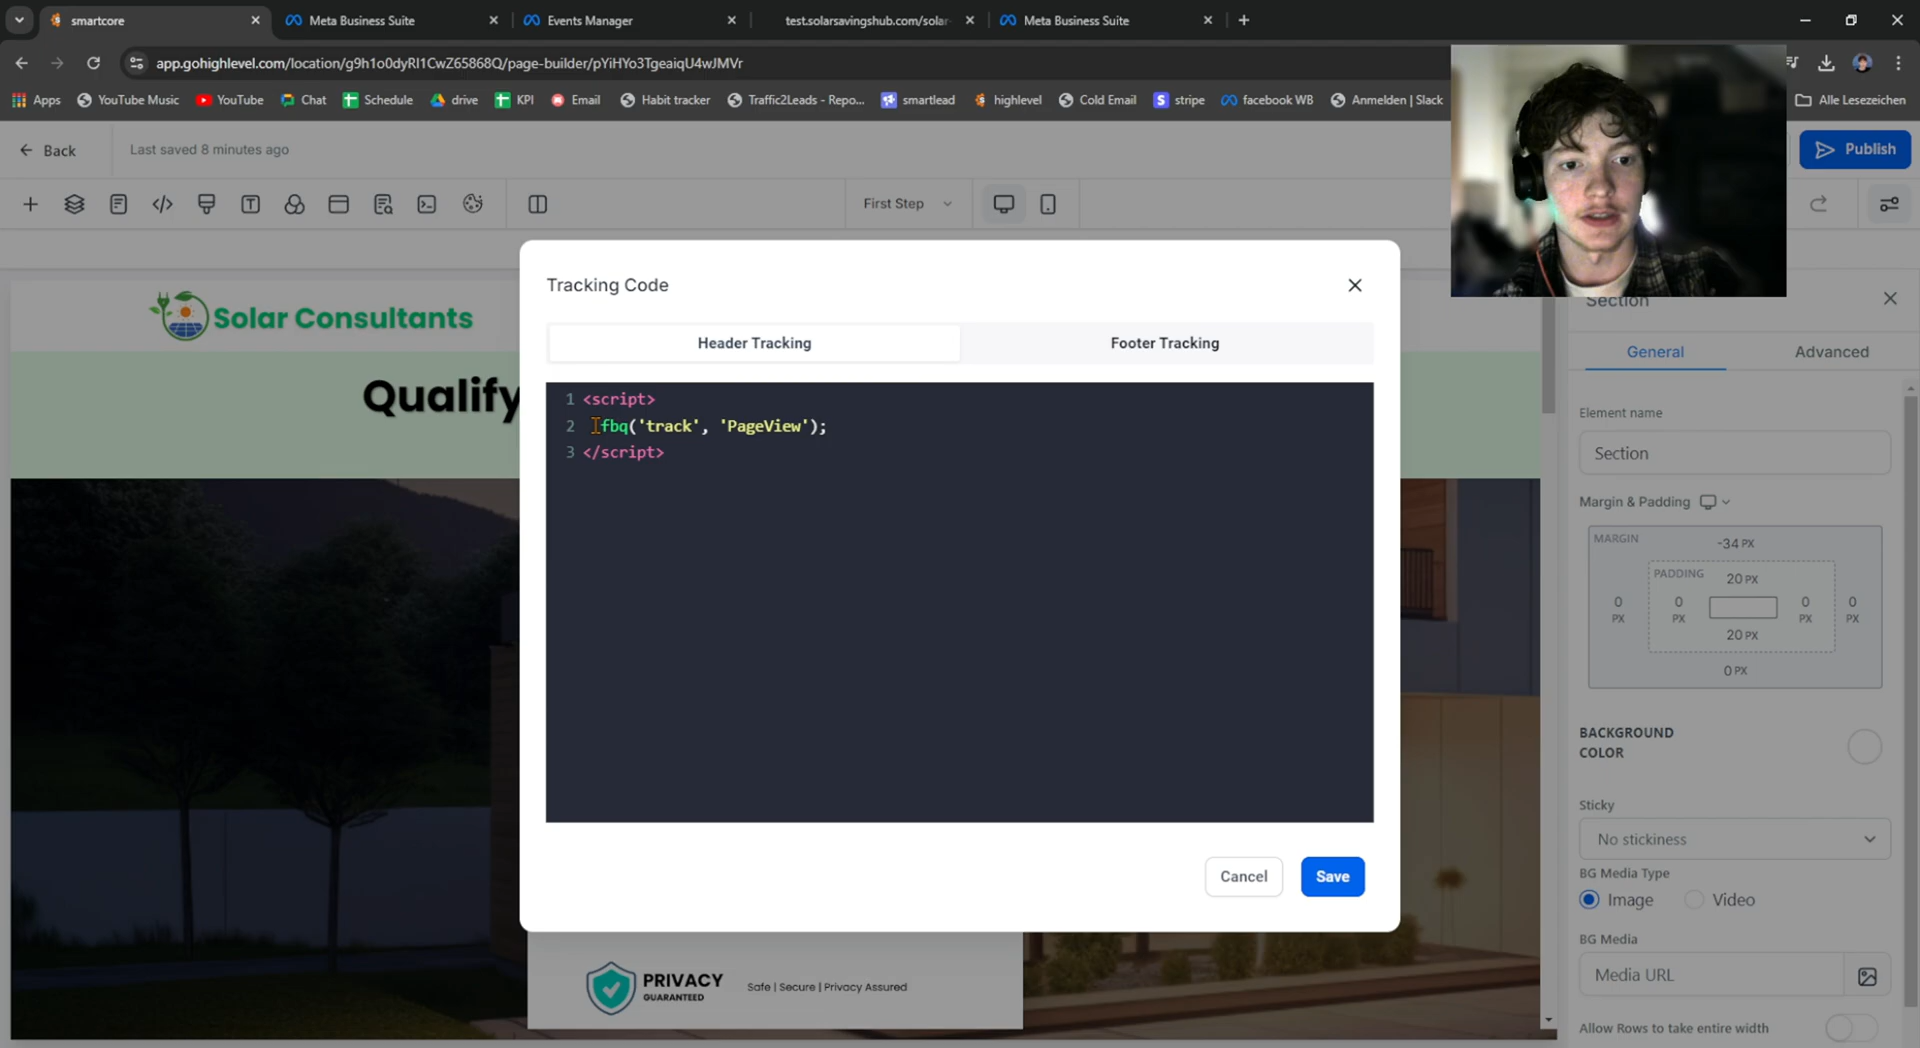 smartcore
Meta Business Suite
Events Manager
test.solarsavingshub.com/solar-
Meta Business Suite
app.gohighlevel.com/location/g9h1o0dyRI1CwZ65868Q/page-builder/pYiHYo3TgeaiqU4wJMVr
Apps
YouTube Music
YouTube
Chat
Schedule
drive
KPI
Email
Habit tracker
Traffic2Leads - Repo...
smartlead
highlevel
Cold Email
stripe
facebook WB
Anmelden | Slack
Alle Lesezeichen
Back
Last saved 8 minutes ago
Publish
First Step
Solar Consultants
Qualify
Tracking Code
Header Tracking
Footer Tracking
1 <script>
2 fbq('track', 'PageView');
3 </script>
Cancel
Save
PRIVACY
GUARANTEED
Safe | Secure | Privacy Assured
Section
General
Advanced
Element name
Section
Margin & Padding
MARGIN
-34 PX
PADDING
20 PX
0 PX
0 PX
0 PX
0 PX
20 PX
0 PX
BACKGROUND
COLOR
Sticky
No stickiness
BG Media Type
Image
Video
BG Media
Media URL
Allow Rows to take entire width